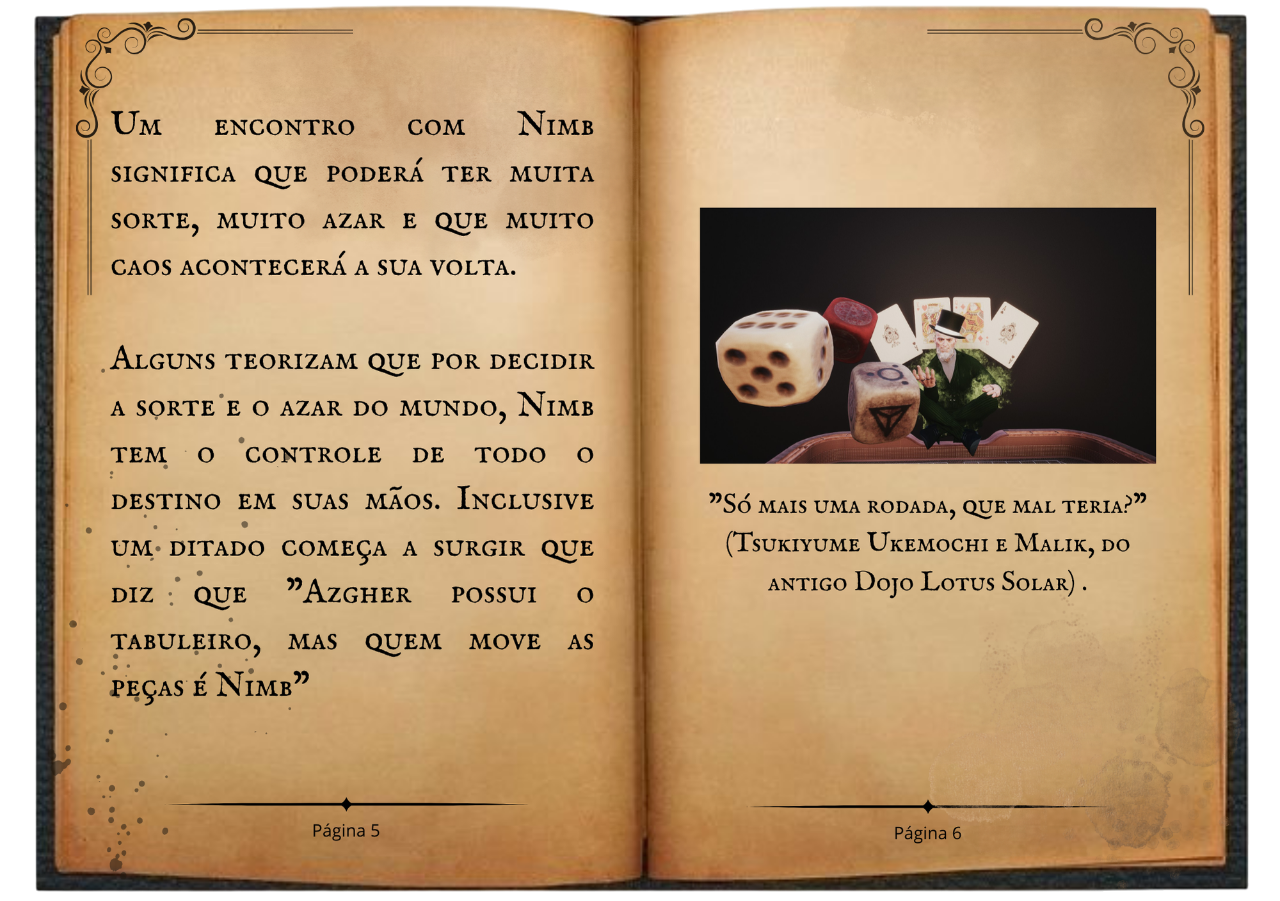 Um encontro com Nimb
significa que poderá ter muita
sorte, muito azar e que muito
caos acontecerá a sua volta.
Alguns teorizam que por decidir
a sorte e o azar do mundo, Nimb
tem o controle de todo o
destino em suas mãos. Inclusive
um ditado começa a surgir que
diz que "Azgher possui o
tabuleiro, mas quem move as
peças é Nimb"
Página 5
"Só mais uma rodada, que mal teria?"
(Tsukiyume Ukemochi e Malik, do
antigo Dojo Lotus Solar) .
Página 6